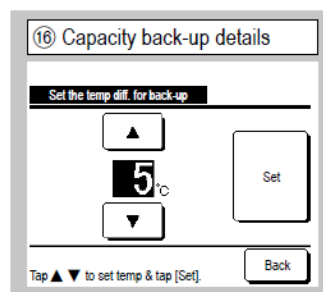 ⑯ Capacity back-up details
Set the temp diff. for back-up
▲
5℃
Set
▼
Tap ▲ ▼ to set temp & tap [Set].
Back